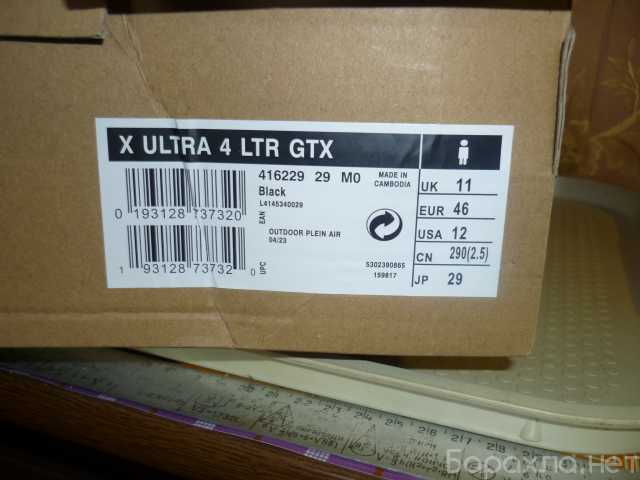 X ULTRA 4 LTR GTX
416229 29 M0
Black
L4145340029
MADE IN
CAMBODIA
0 193128 737320
EAN
OUTDOOR PLEIN AIR
04/23
1 93128 73732 0
UPC
5302390865
159817
UK 11
EUR 46
USA 12
CN 290(2.5)
JP 29
Барахла.нет